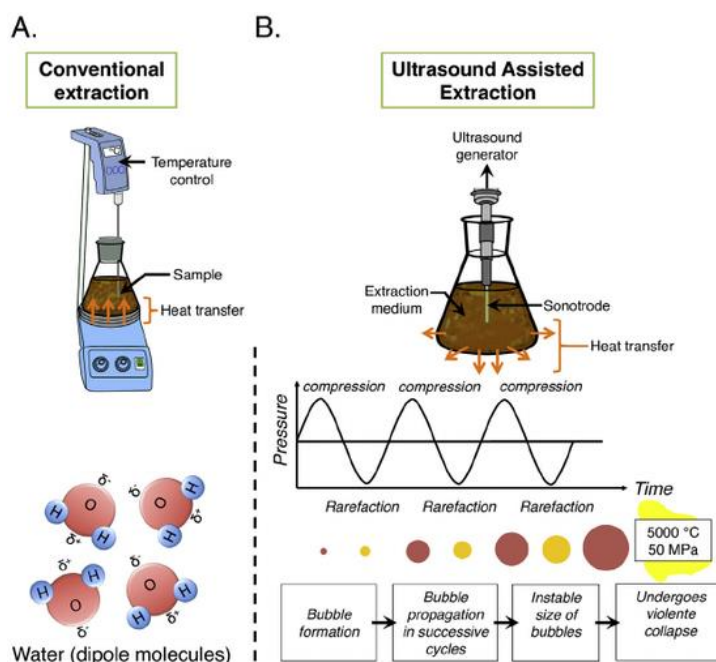 A.
Conventional
extraction
Temperature
control
Sample
Heat transfer
δ-
O
H
H
δ+
δ-
O
H
H
δ+
δ+
H
H
O
δ-
δ-
O
H
H
δ+
Water (dipole molecules)
B.
Ultrasound Assisted
Extraction
Ultrasound
generator
Extraction
medium
Sonotrode
Heat transfer
compression
compression
compression
Pressure
Rarefaction
Rarefaction
Rarefaction
Time
5000 °C
50 MPa
Bubble
formation
Bubble
propagation
in successive
cycles
Instable
size of
bubbles
Undergoes
violente
collapse